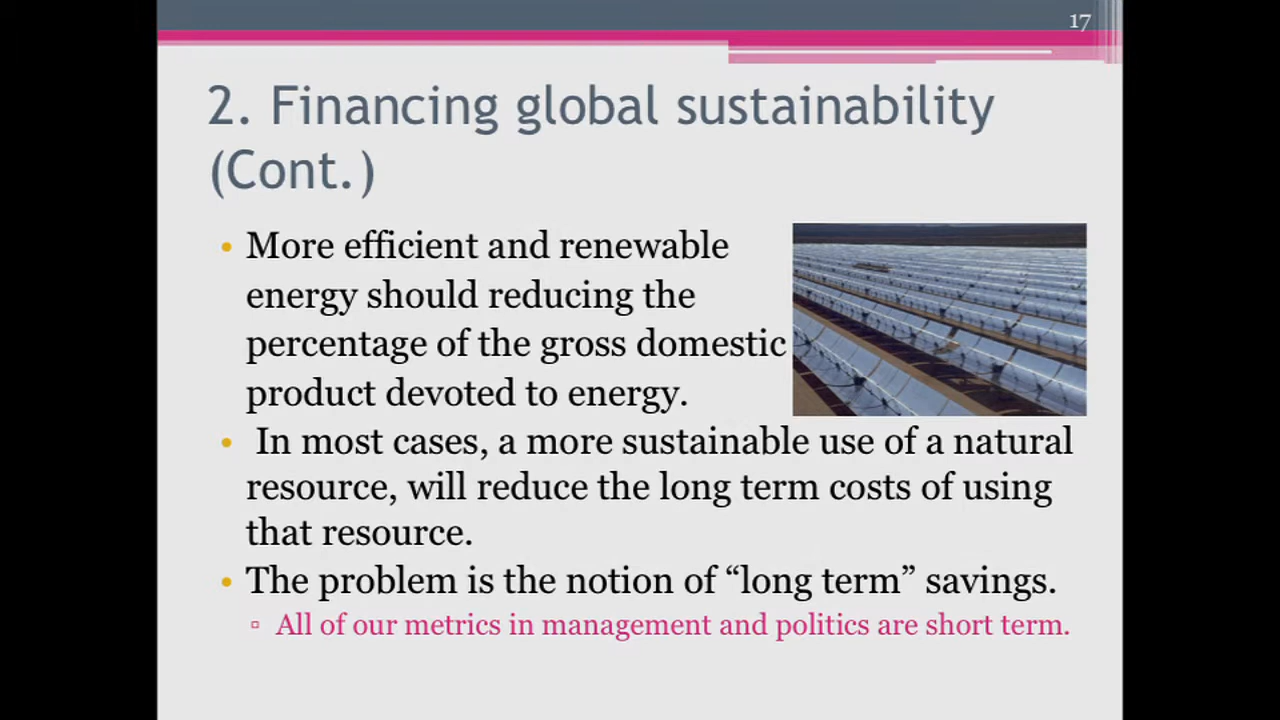 17
2. Financing global sustainability
(Cont.)
• More efficient and renewable
energy should reducing the
percentage of the gross domestic
product devoted to energy.
• In most cases, a more sustainable use of a natural
resource, will reduce the long term costs of using
that resource.
• The problem is the notion of “long term” savings.
▫ All of our metrics in management and politics are short term.